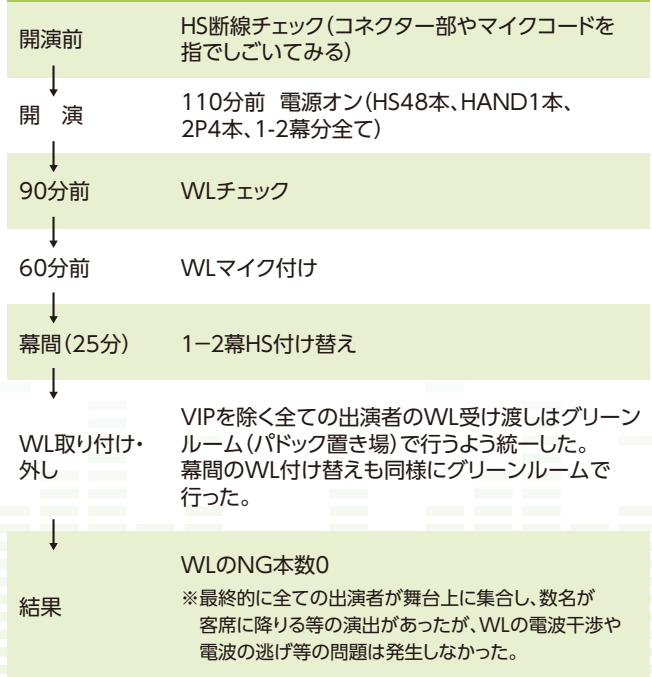 開演前
HS断線チェック（コネクター部やマイクコードを
指でしごいてみる）
開　演
110分前　電源オン（HS48本、HAND1本、
2P4本、1-2幕分全て）
90分前
WLチェック
60分前
WLマイク付け
幕間（25分）
1－2幕HS付け替え
WL取り付け・
外し
VIPを除く全ての出演者のWL受け渡しはグリーン
ルーム（パドック置き場）で行うよう統一した。
幕間のWL付け替えも同様にグリーンルームで
行った。
結果
WLのNG本数0
※最終的に全ての出演者が舞台上に集合し、数名が
客席に降りる等の演出があったが、WLの電波干渉や
電波の逃げ等の問題は発生しなかった。